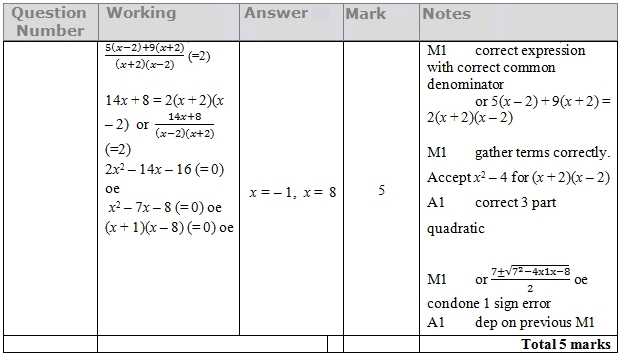 Question Number Working Answer Mark Notes
5(x−2)+9(x+2)
(x+2)(x−2)
(=2)
14x + 8 = 2(x + 2)(x
– 2) or 14x+8
(x−2)(x+2)
(=2)
2x² – 14x – 16 (= 0)
oe
x² – 7x – 8 (= 0) oe
(x + 1)(x – 8) (= 0) oe
x = – 1, x = 8
5
M1 correct expression
with correct common
denominator
or 5(x – 2) + 9(x + 2) =
2(x + 2)(x – 2)
M1 gather terms correctly.
Accept x² – 4 for (x + 2)(x – 2)
A1 correct 3 part
quadratic
M1 or 7±√7²−4x1x−8
2
oe
condone 1 sign error
A1 dep on previous M1
Total 5 marks